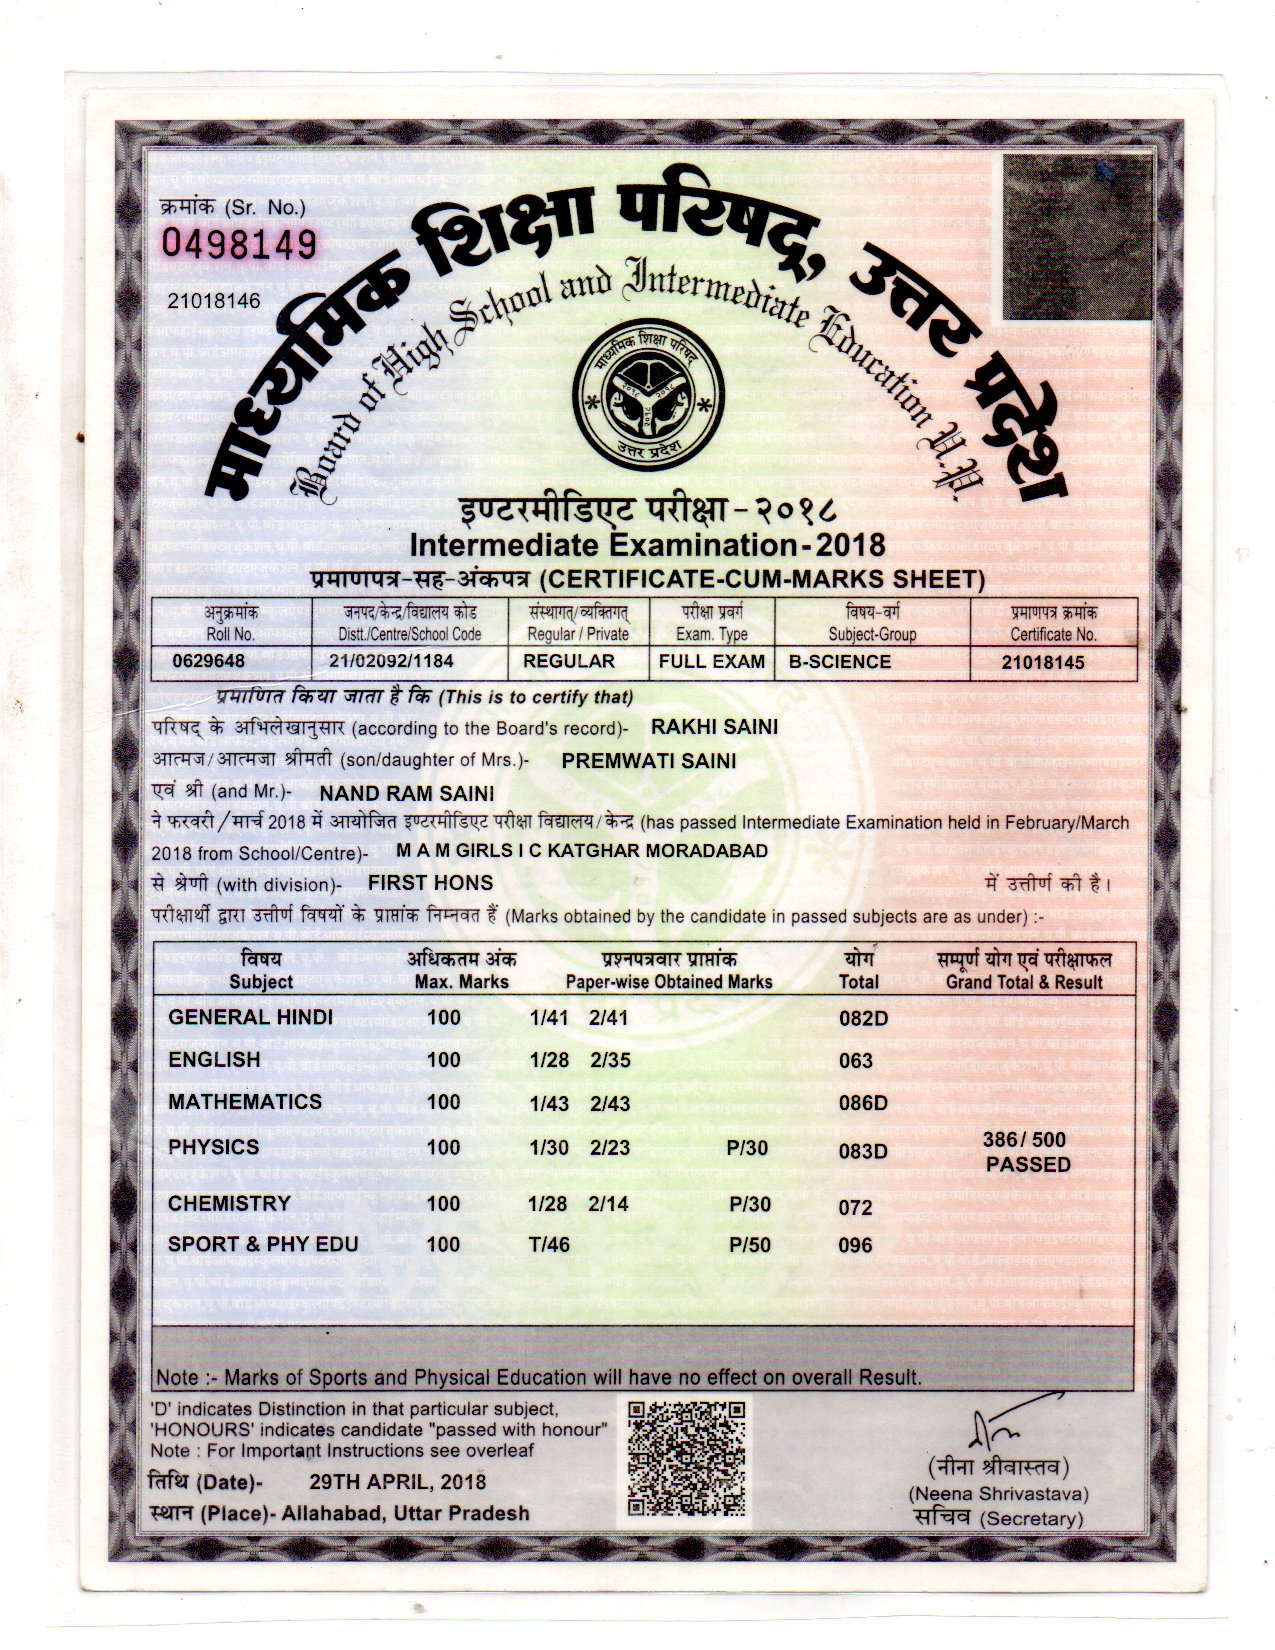 क्रमांक (Sr. No.)
0498149
21018146
माध्यमिक शिक्षा परिषद्, उत्तर प्रदेश
Board of High School and Intermediate Education U.P.
माध्यमिक शिक्षा परिषद
२०१८ २०१८
२०१८
उत्तर प्रदेश
इण्टरमीडिएट परीक्षा - २०१८
Intermediate Examination - 2018
प्रमाणपत्र-सह-अंकपत्र (CERTIFICATE-CUM-MARKS SHEET)
अनुक्रमांक जनपद/केन्द्र/विद्यालय कोड संस्थागत्/व्यक्तिगत् परीक्षा प्रवर्ग विषय-वर्ग प्रमाणपत्र क्रमांक
Roll No. Distt./Centre/School Code Regular / Private Exam. Type Subject-Group Certificate No.
0629648 21/02092/1184 REGULAR FULL EXAM B-SCIENCE 21018145
प्रमाणित किया जाता है कि (This is to certify that)
परिषद् के अभिलेखानुसार (according to the Board's record)- RAKHI SAINI
आत्मज/आत्मजा श्रीमती (son/daughter of Mrs.)- PREMWATI SAINI
एवं श्री (and Mr.)- NAND RAM SAINI
ने फरवरी/मार्च 2018 में आयोजित इण्टरमीडिएट परीक्षा विद्यालय/केन्द्र (has passed Intermediate Examination held in February/March
2018 from School/Centre)- M A M GIRLS I C KATGHAR MORADABAD
से श्रेणी (with division)- FIRST HONS में उत्तीर्ण की है।
परीक्षार्थी द्वारा उत्तीर्ण विषयों के प्राप्तांक निम्नवत हैं (Marks obtained by the candidate in passed subjects are as under) :-
विषय अधिकतम अंक प्रश्नपत्रवार प्राप्तांक योग सम्पूर्ण योग एवं परीक्षाफल
Subject Max. Marks Paper-wise Obtained Marks Total Grand Total & Result
GENERAL HINDI 100 1/41 2/41 082D
ENGLISH 100 1/28 2/35 063
MATHEMATICS 100 1/43 2/43 086D
PHYSICS 100 1/30 2/23 P/30 083D 386/ 500
PASSED
CHEMISTRY 100 1/28 2/14 P/30 072
SPORT & PHY EDU 100 T/46 P/50 096
Note :- Marks of Sports and Physical Education will have no effect on overall Result.
'D' indicates Distinction in that particular subject,
'HONOURS' indicates candidate "passed with honour"
Note : For Important Instructions see overleaf
तिथि (Date)- 29TH APRIL, 2018
स्थान (Place)- Allahabad, Uttar Pradesh
(नीना श्रीवास्तव)
(Neena Shrivastava)
सचिव (Secretary)